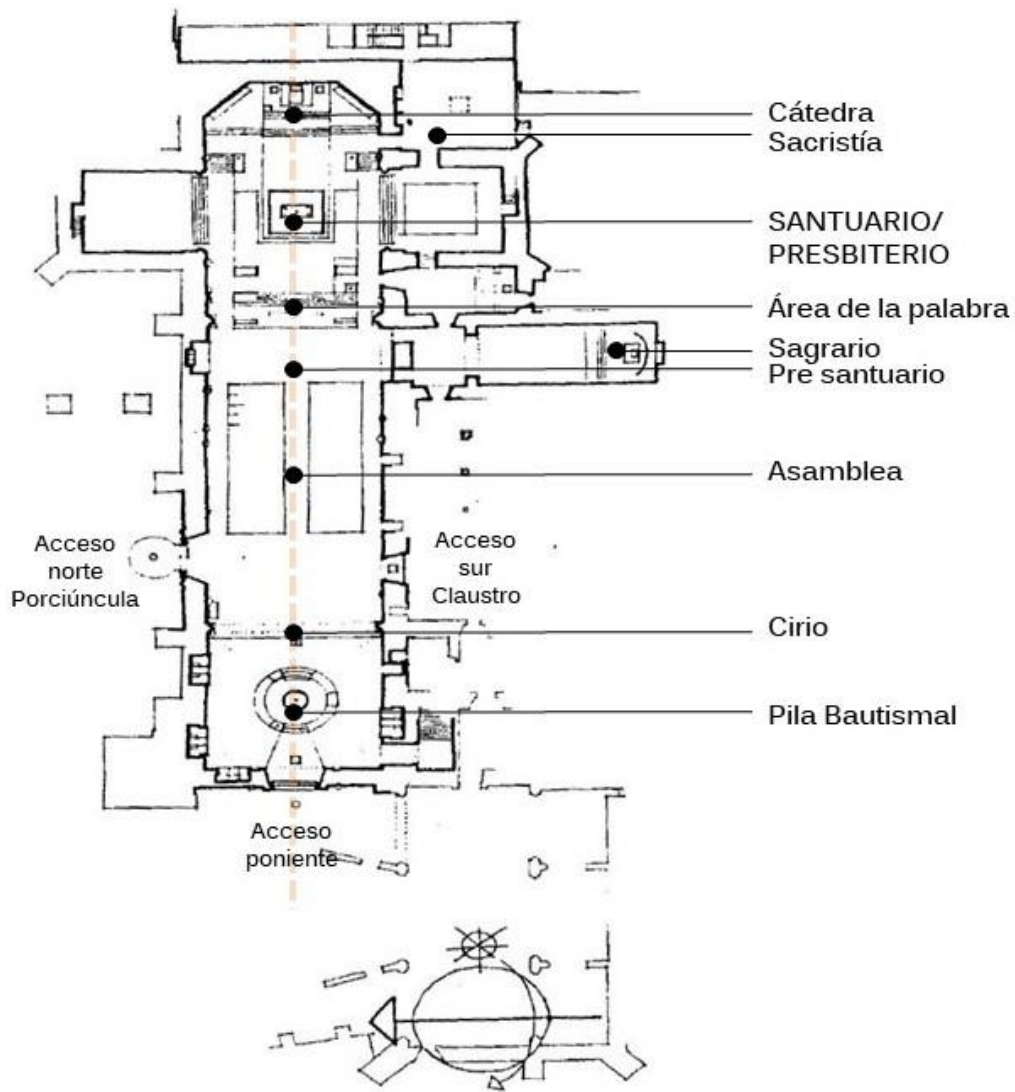 Cátedra
Sacristía
SANTUARIO/
PRESBITERIO
Área de la palabra
Sagrario
Pre santuario
Asamblea
Acceso
norte
Porciúncula
Acceso
sur
Claustro
Cirio
Pila Bautismal
Acceso
poniente